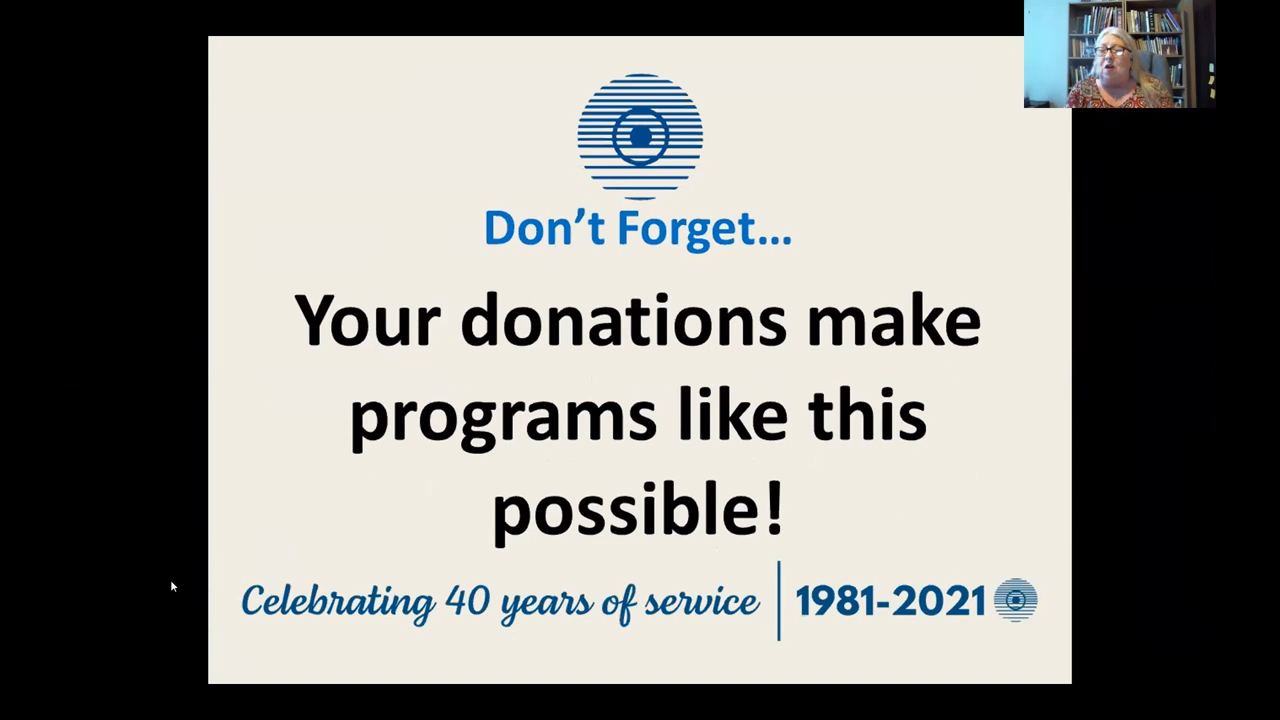 Don’t Forget...
Your donations make
programs like this
possible!
Celebrating 40 years of service | 1981-2021